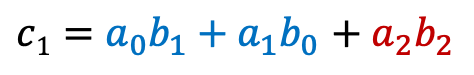 c₁ = a₀b₁ + a₁b₀ + a₂b₂